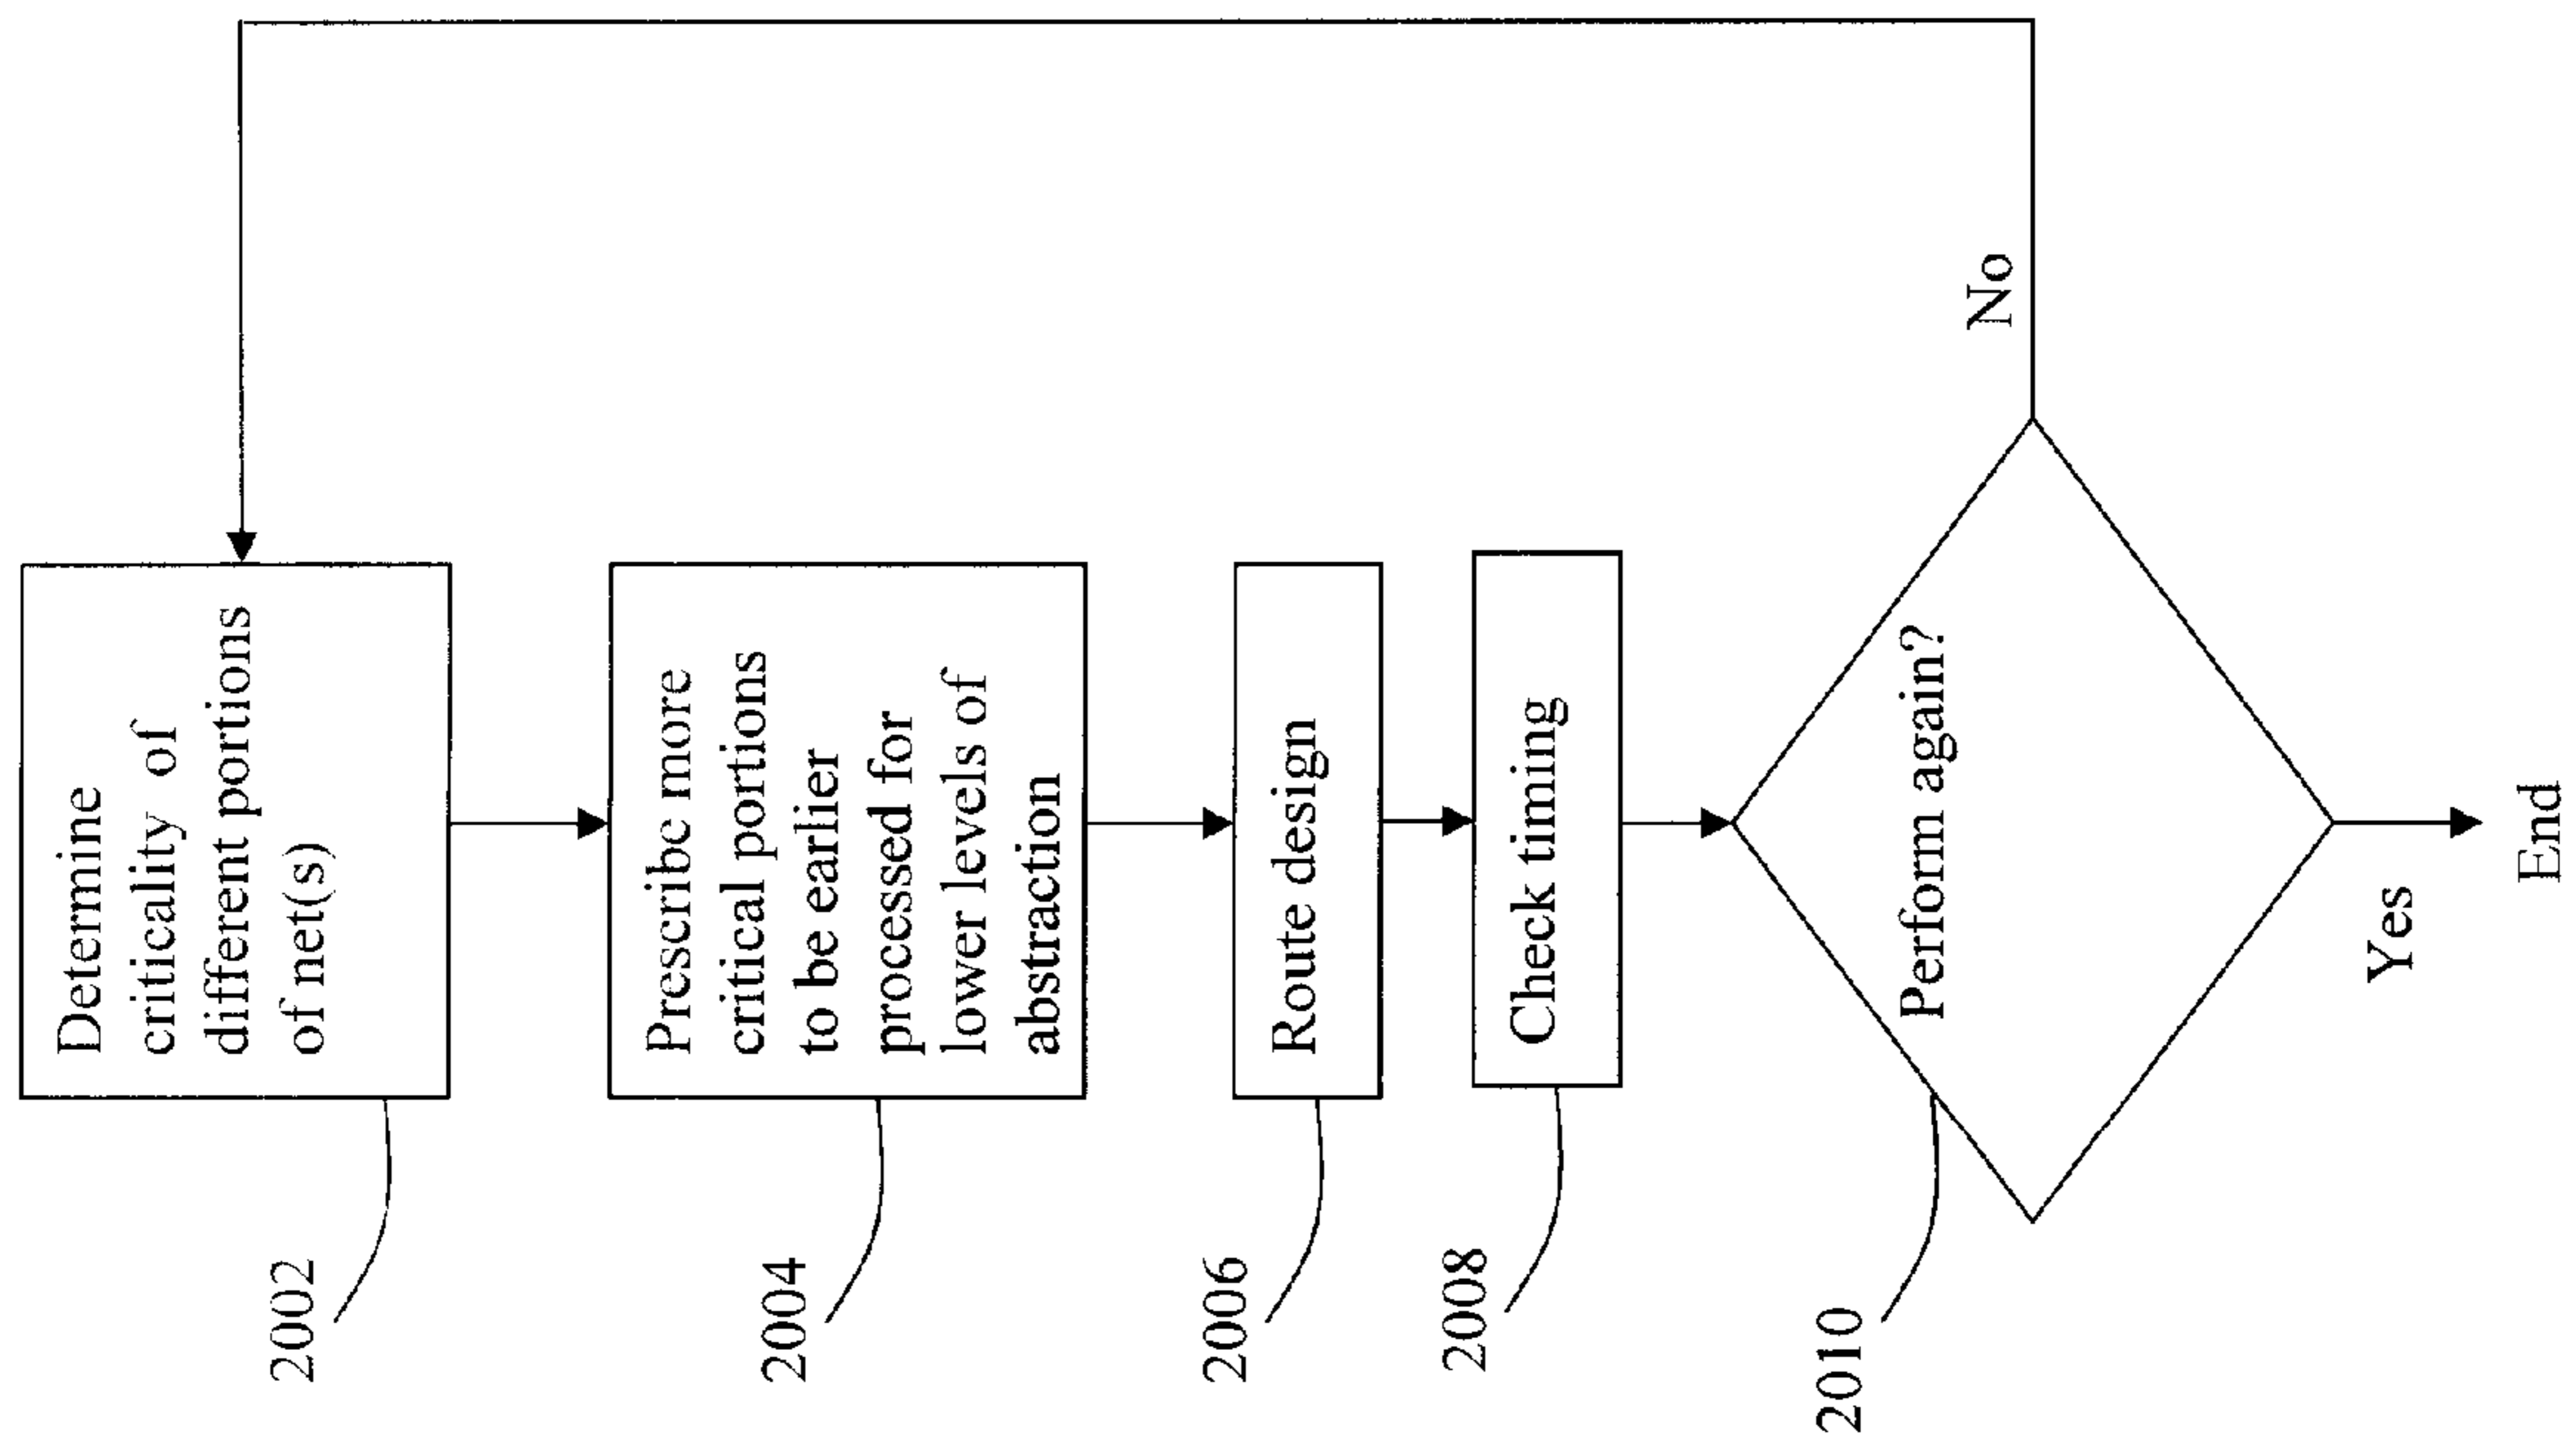 Determine
criticality of
different portions
of net(s)
2002
Prescribe more
critical portions
to be earlier
processed for
lower levels of
abstraction
2004
Route design
2006
Check timing
2008
Perform again?
2010
No
Yes
End